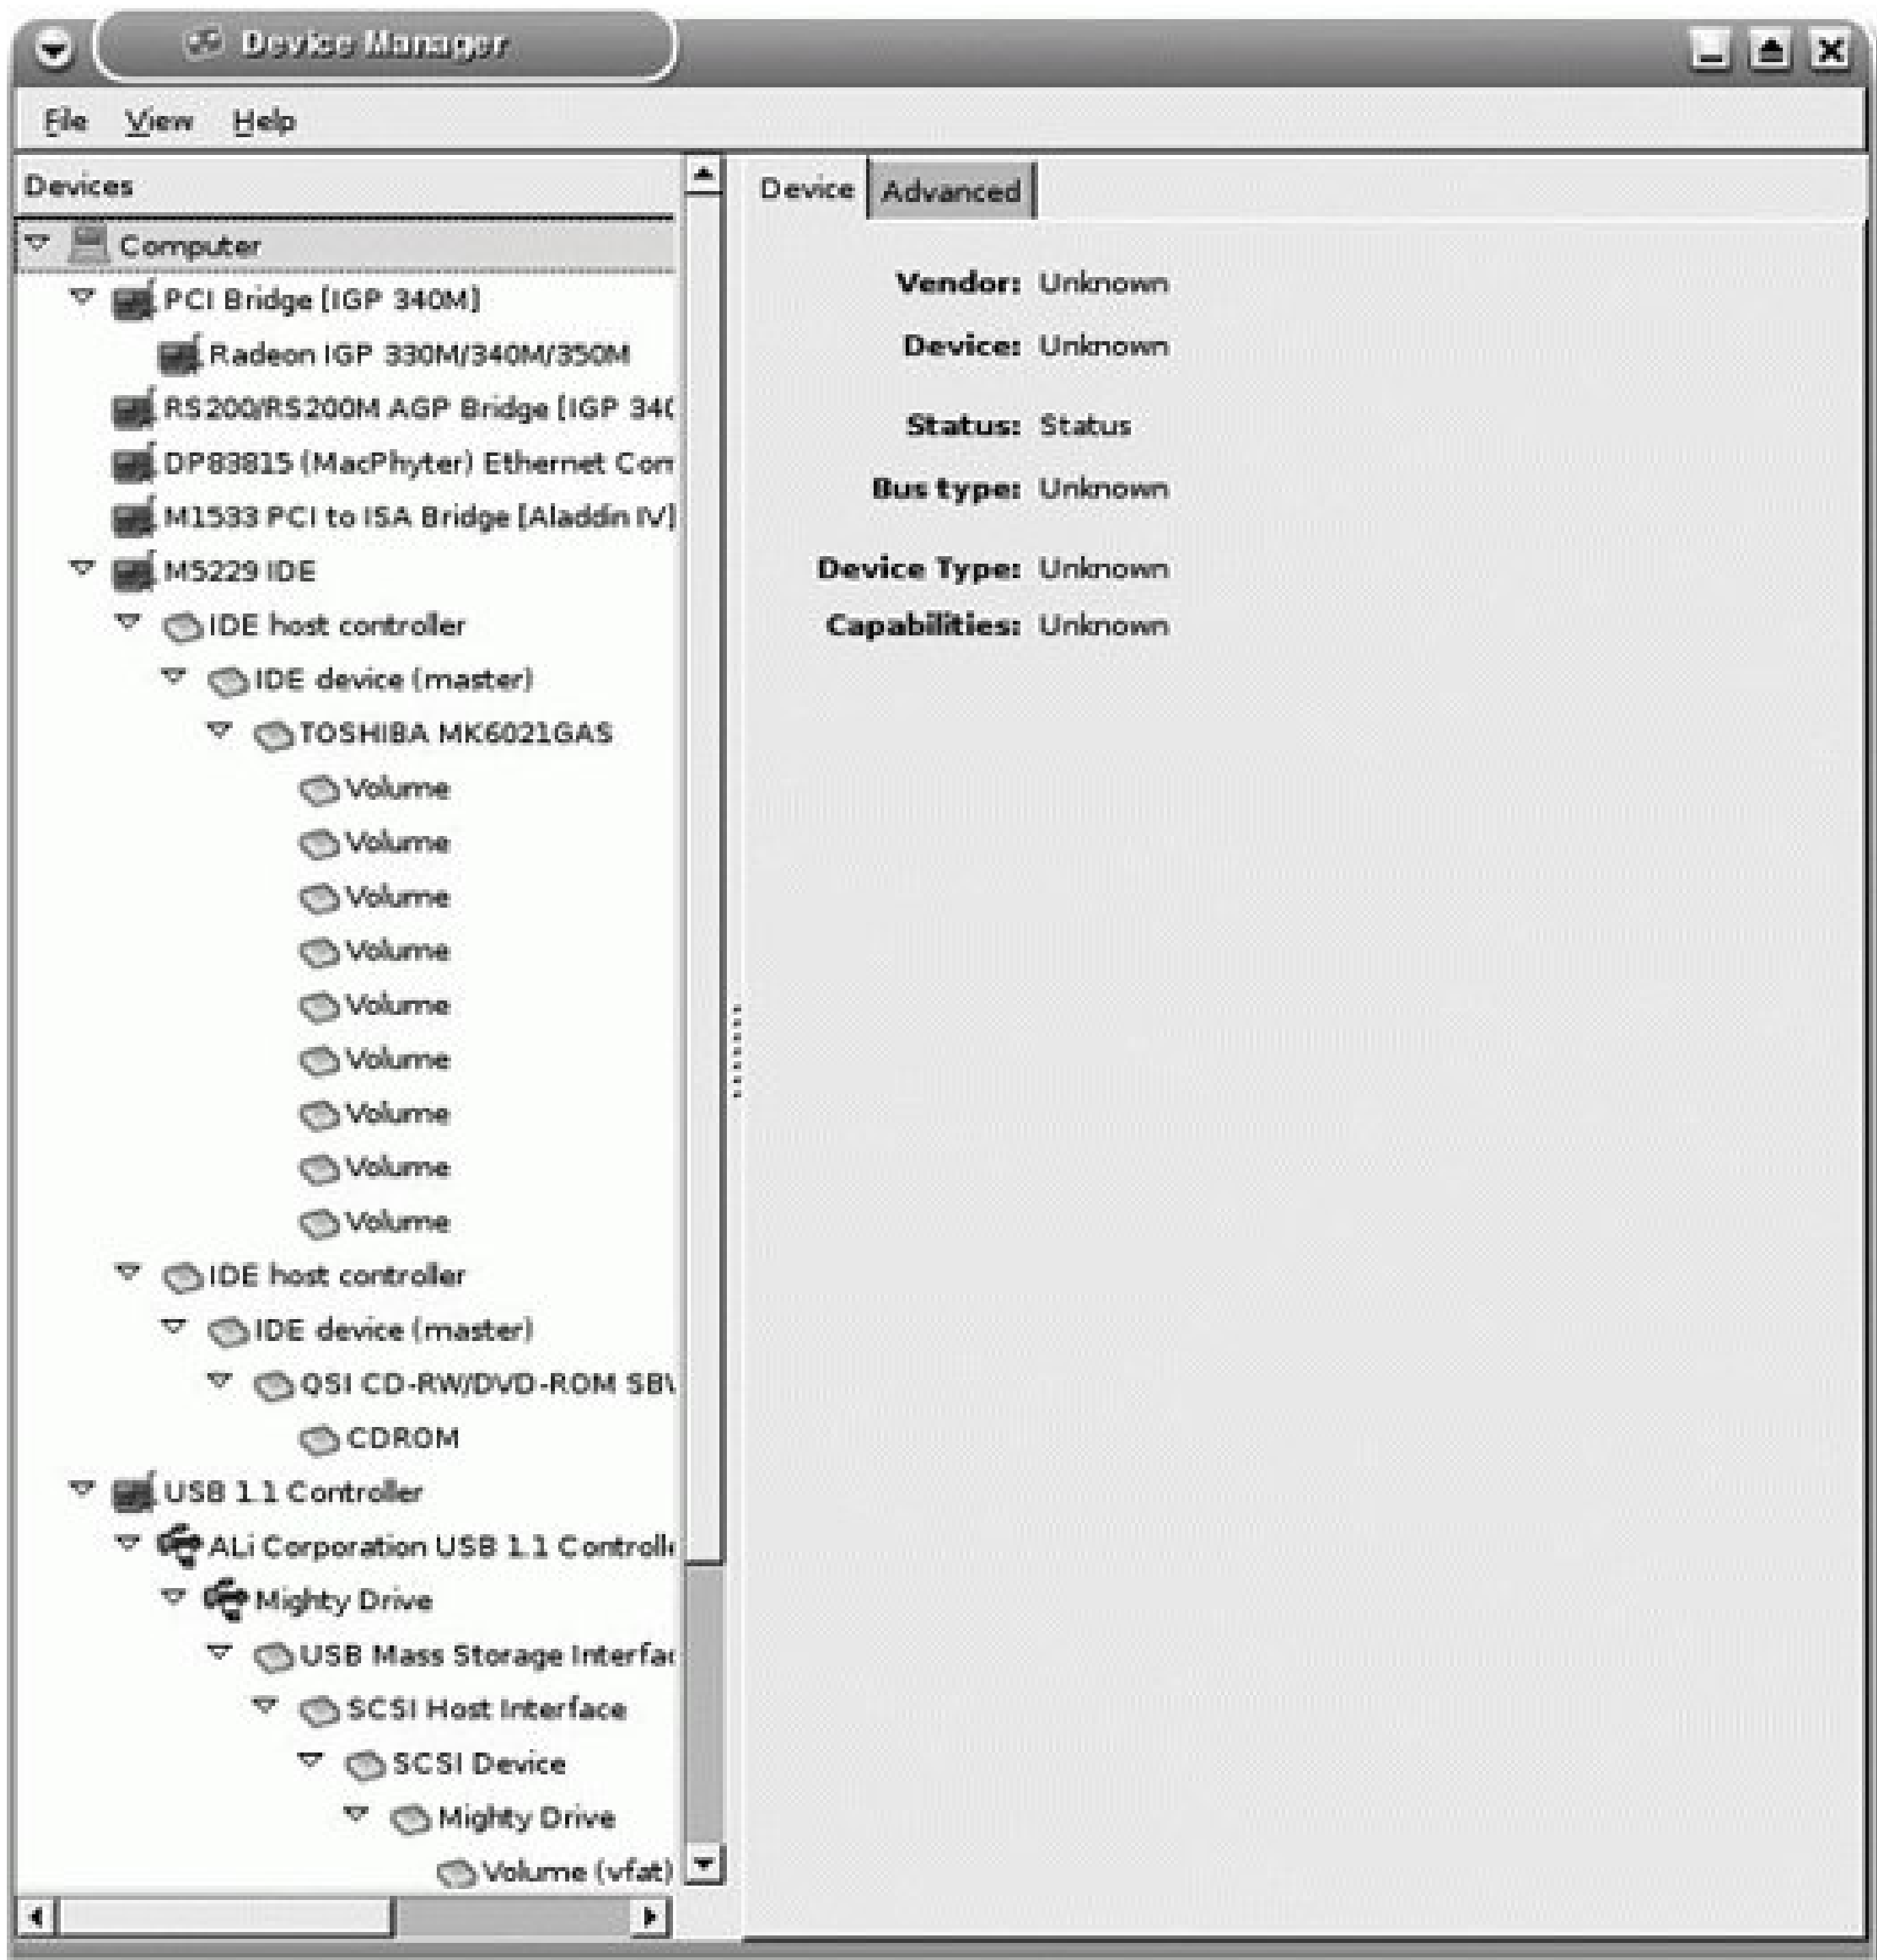 Device Manager
File View Help
Devices
Computer
PCI Bridge [IGP 340M]
Radeon IGP 330M/340M/350M
RS200/RS200M AGP Bridge [IGP 340
DP83815 (MacPhyter) Ethernet Con
M1533 PCI to ISA Bridge [Aladdin IV]
M5229 IDE
IDE host controller
IDE device (master)
TOSHIBA MK6021GAS
Volume
Volume
Volume
Volume
Volume
Volume
Volume
Volume
Volume
IDE host controller
IDE device (master)
QSI CD-RW/DVD-ROM SBW
CDROM
USB 1.1 Controller
ALi Corporation USB 1.1 Controlle
Mighty Drive
USB Mass Storage Interfac
SCSI Host Interface
SCSI Device
Mighty Drive
Volume (vfat)
Device Advanced
Vendor: Unknown
Device: Unknown
Status: Status
Bus type: Unknown
Device Type: Unknown
Capabilities: Unknown